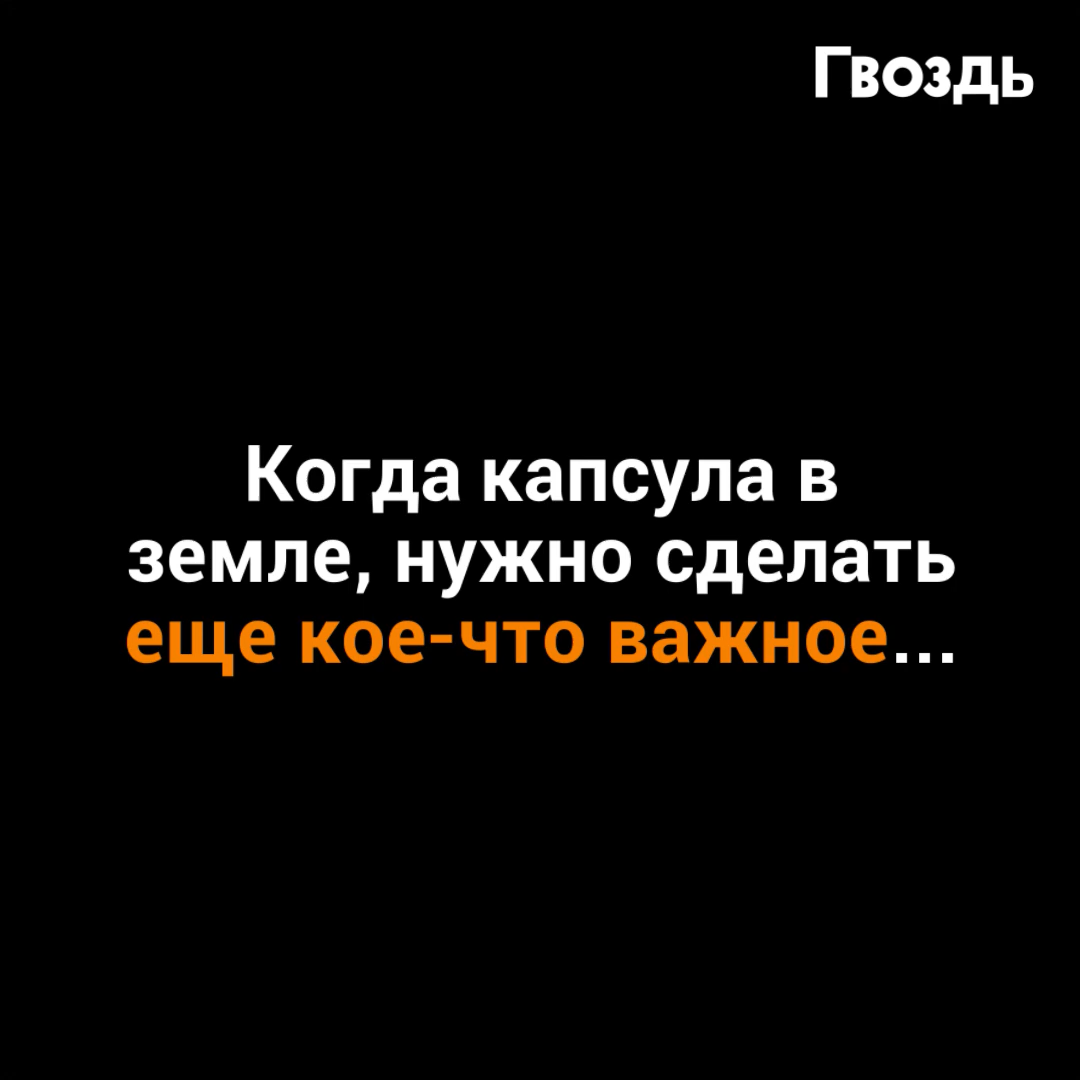 Гвоздь
Когда капсула в
земле, нужно сделать
еще кое-что важное...